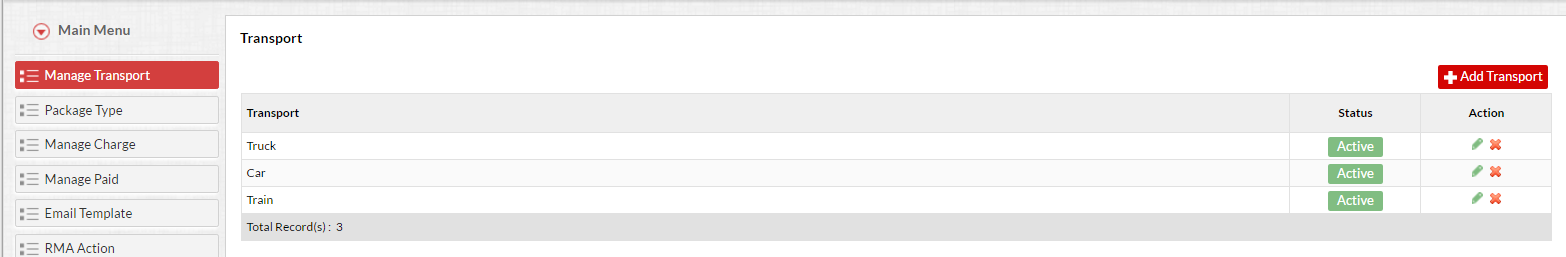 Main Menu
Manage Transport
Package Type
Manage Charge
Manage Paid
Email Template
RMA Action
Transport
Add Transport
Transport Status Action
Truck Active
Car Active
Train Active
Total Record(s) : 3